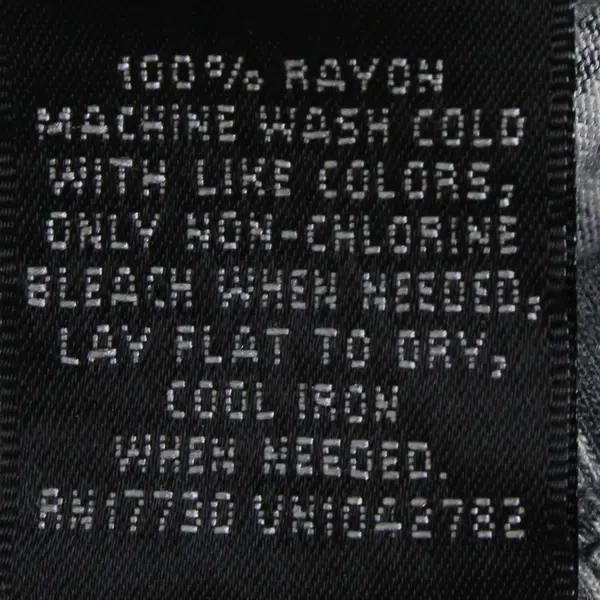 100% RAYON
MACHINE WASH COLD
WITH LIKE COLORS,
ONLY NON-CHLORINE
BLEACH WHEN NEEDED,
LAY FLAT TO DRY,
COOL IRON
WHEN NEEDED.
RN17730 VN1042782